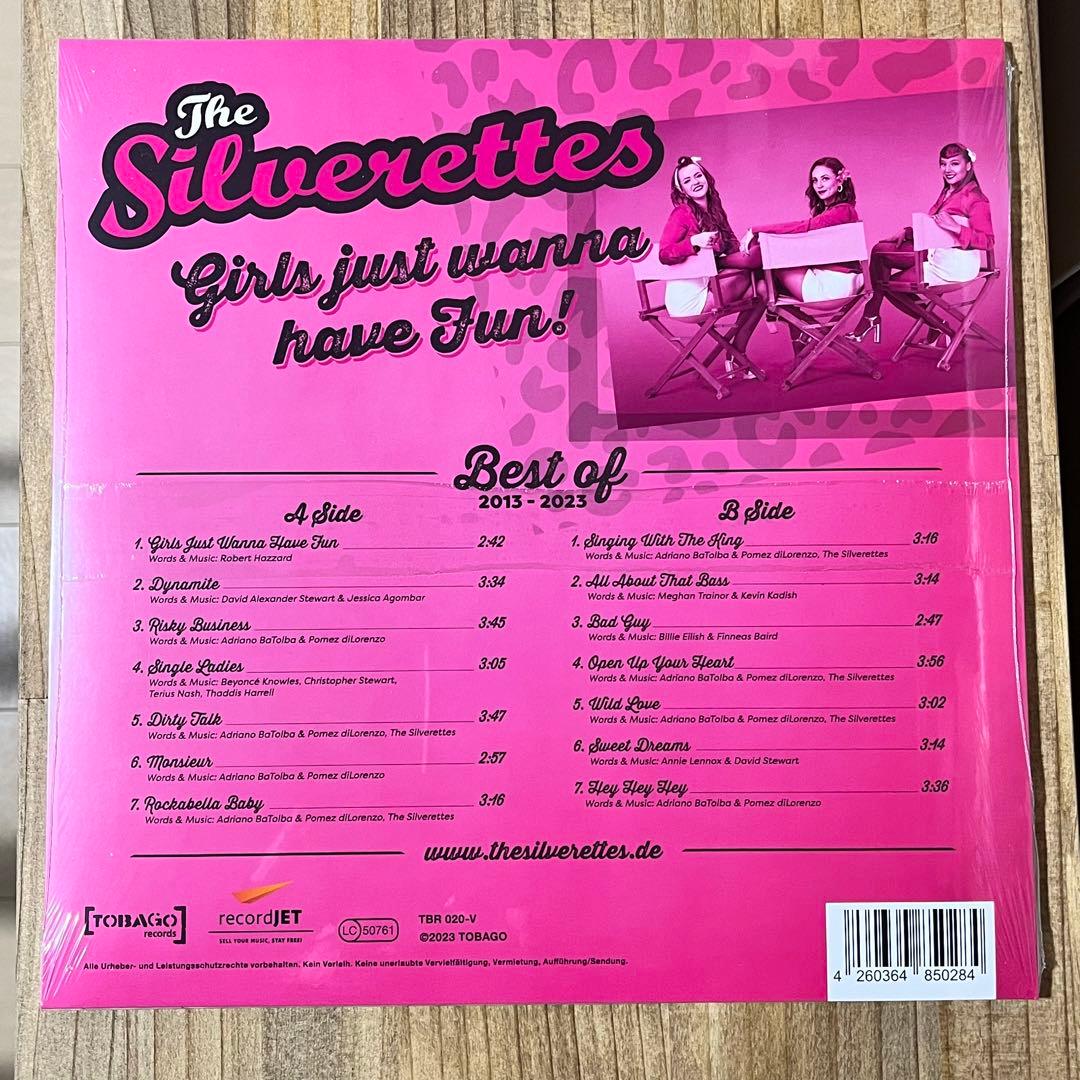 The
Silverettes
Girls just wanna
have Fun!
Best of
2013 - 2023
A Side
1. Girls Just Wanna Have Fun 2:42
Words & Music: Robert Hazzard
2. Dynamite 3:34
Words & Music: David Alexander Stewart & Jessica Agombar
3. Risky Business 3:45
Words & Music: Adriano BaTolba & Pomez diLorenzo
4. Single Ladies 3:05
Words & Music: Beyoncé Knowles, Christopher Stewart,
Terius Nash, Thaddis Harrell
5. Dirty Talk 3:47
Words & Music: Adriano BaTolba & Pomez diLorenzo, The Silverettes
6. Monsieur 2:57
Words & Music: Adriano BaTolba & Pomez diLorenzo
7. Rockabella Baby 3:16
Words & Music: Adriano BaTolba & Pomez diLorenzo, The Silverettes
B Side
1. Singing With The King 3:16
Words & Music: Adriano BaTolba & Pomez diLorenzo, The Silverettes
2. All About That Bass 3:14
Words & Music: Meghan Trainor & Kevin Kadish
3. Bad Guy 2:47
Words & Music: Billie Eilish & Finneas Baird
4. Open Up Your Heart 3:56
Words & Music: Adriano BaTolba & Pomez diLorenzo, The Silverettes
5. Wild Love 3:02
Words & Music: Adriano BaTolba & Pomez diLorenzo, The Silverettes
6. Sweet Dreams 3:14
Words & Music: Annie Lennox & David Stewart
7. Hey Hey Hey 3:36
Words & Music: Adriano BaTolba & Pomez diLorenzo
www.thesilverettes.de
[TOBAGO]
records
recordJET
SELL YOUR MUSIC, STAY FREE!
LC 50761
TBR 020-V
©2023 TOBAGO
Alle Urheber- und Leistungsschutzrechte vorbehalten. Kein Verleih. Keine unerlaubte Vervielfältigung, Vermietung, Aufführung/Sendung.
4 260364 850284